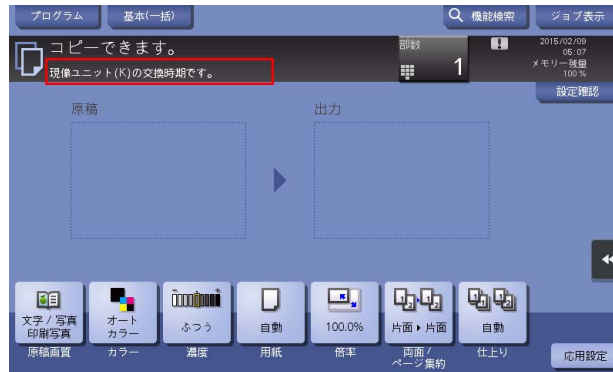 プログラム
基本(一括)
機能検索
ジョブ表示
コピーできます。
現像ユニット(K)の交換時期です。
部数
1
2015/02/09
05:07
メモリー残量
100 %
設定確認
原稿
出力
文字 / 写真
印刷写真
原稿画質
オート
カラー
カラー
ふつう
濃度
自動
用紙
100.0%
倍率
片面 ▸ 片面
両面 /
ページ集約
自動
仕上り
応用設定